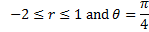 −2 ≤ r ≤ 1 and θ = π/4